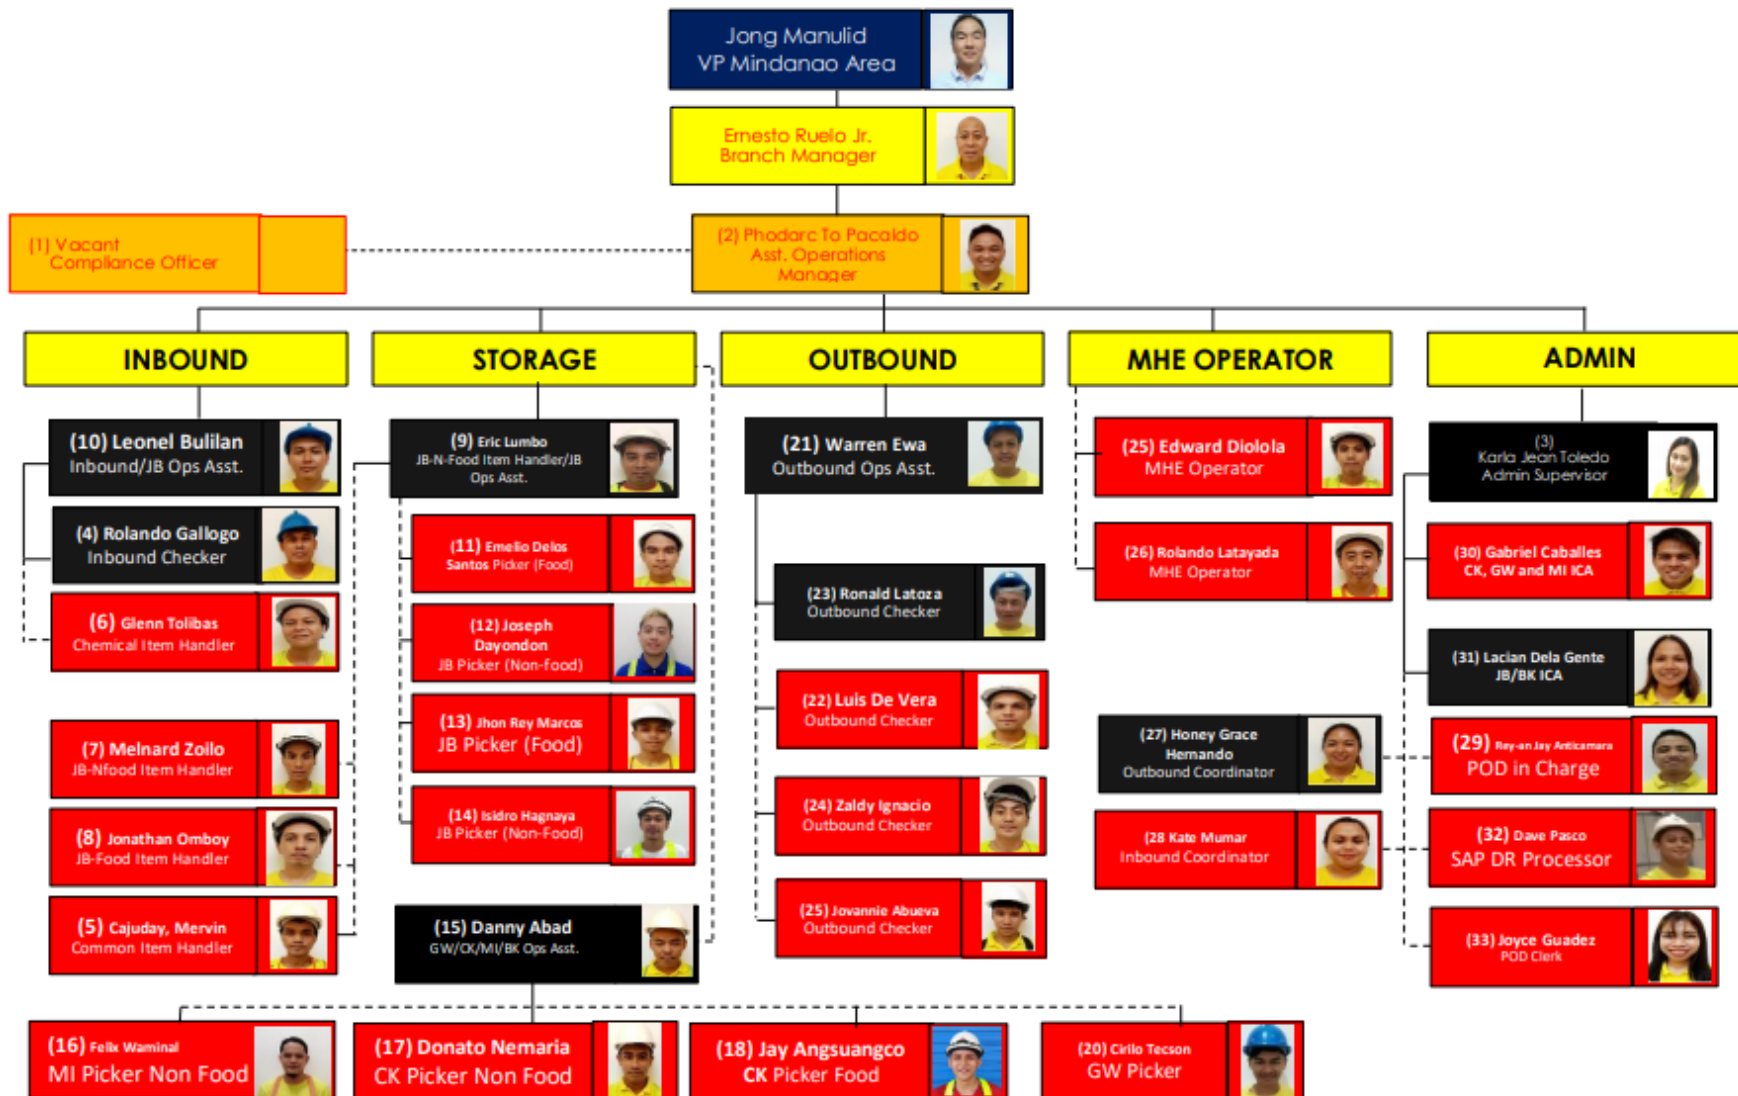 Jong Manulid
VP Mindanao Area
Ernesto Ruelo Jr.
Branch Manager
(1) Vacant
Compliance Officer
(2) Phodarc To Pacaldo
Asst. Operations
Manager
INBOUND
STORAGE
OUTBOUND
MHE OPERATOR
ADMIN
(10) Leonel Bulilan
Inbound/JB Ops Asst.
(4) Rolando Gallogo
Inbound Checker
(6) Glenn Tolibas
Chemical Item Handler
(7) Melnard Zoilo
JB-Nfood Item Handler
(8) Jonathan Omboy
JB-Food Item Handler
(5) Cajuday, Mervin
Common Item Handler
(9) Eric Lumbo
JB-N-Food Item Handler/JB
Ops Asst.
(11) Emelio Delos
Santos Picker (Food)
(12) Joseph
Dayondon
JB Picker (Non-food)
(13) Jhon Rey Marcos
JB Picker (Food)
(14) Isidro Hagnaya
JB Picker (Non-Food)
(15) Danny Abad
GW/CK/MI/BK Ops Asst.
(21) Warren Ewa
Outbound Ops Asst.
(23) Ronald Latoza
Outbound Checker
(22) Luis De Vera
Outbound Checker
(24) Zaldy Ignacio
Outbound Checker
(25) Jovannie Abueva
Outbound Checker
(25) Edward Diolola
MHE Operator
(26) Rolando Latayada
MHE Operator
(27) Honey Grace
Hernando
Outbound Coordinator
(28 Kate Mumar
Inbound Coordinator
(3)
Karla Jean Toledo
Admin Supervisor
(30) Gabriel Caballes
CK, GW and MI ICA
(31) Lacian Dela Gente
JB/BK ICA
(29) Rey-an Jay Anticamara
POD in Charge
(32) Dave Pasco
SAP DR Processor
(33) Joyce Guadez
POD Clerk
(16) Felix Waminal
MI Picker Non Food
(17) Donato Nemaria
CK Picker Non Food
(18) Jay Angsuangco
CK Picker Food
(20) Cirilo Tecson
GW Picker